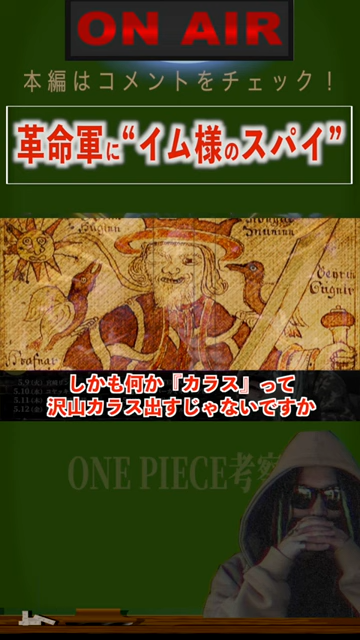 ON AIR
本編はコメントをチェック！
革命軍に“イム様のスパイ”
Huginn
しかも何か『カラス』って
沢山カラス出すじゃないですか
ONE PIECE考察